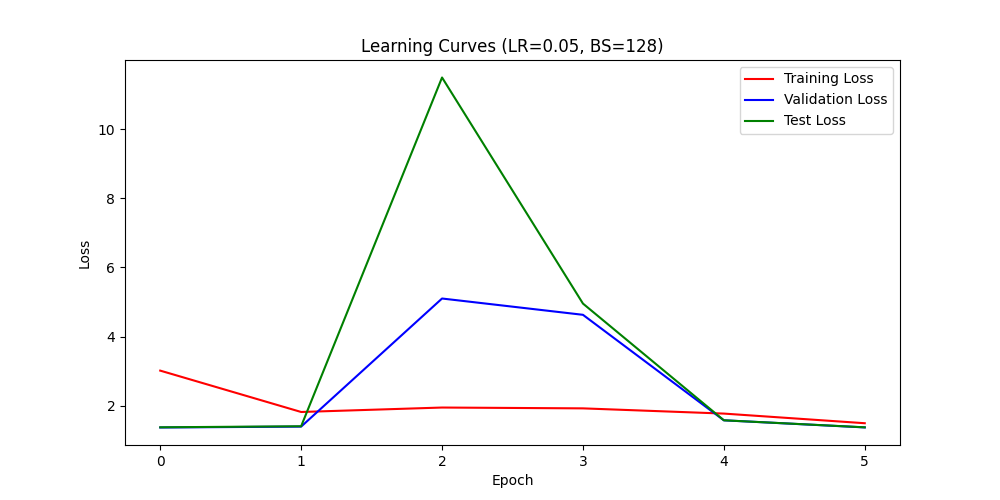 Learning Curves (LR=0.05, BS=128)
Training Loss
Validation Loss
Test Loss
Loss
10
8
6
4
2
0 1 2 3 4 5
Epoch